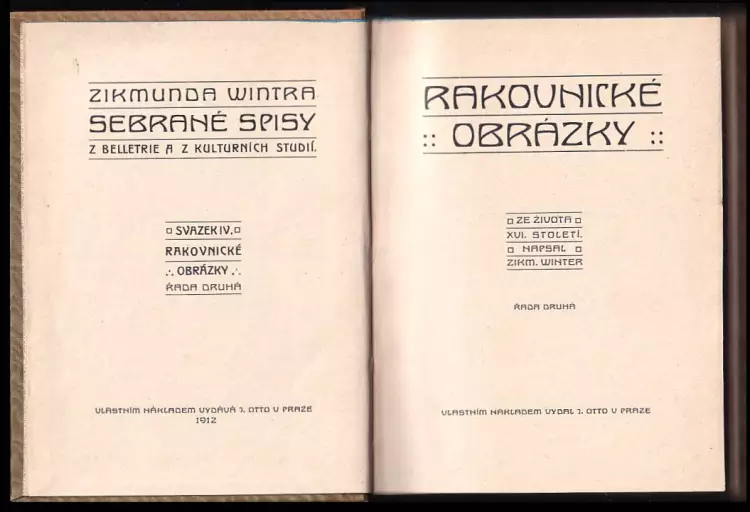 ZIKMUNDA WINTRA
SEBRANÉ SPISY
Z BELLETRIE A Z KULTURNÍCH STUDIÍ.
SVAZEK IV.
RAKOVNICKÉ
OBRÁZKY
ŘADA DRUHÁ
VLASTNÍM NÁKLADEM VYDÁVÁ J. OTTO V PRAZE
1912
RAKOVNICKÉ
:: OBRÁZKY ::
ZE ŽIVOTA
XVI. STOLETÍ.
NAPSAL
ZIKM. WINTER
ŘADA DRUHÁ
VLASTNÍM NÁKLADEM VYDAL J. OTTO V PRAZE